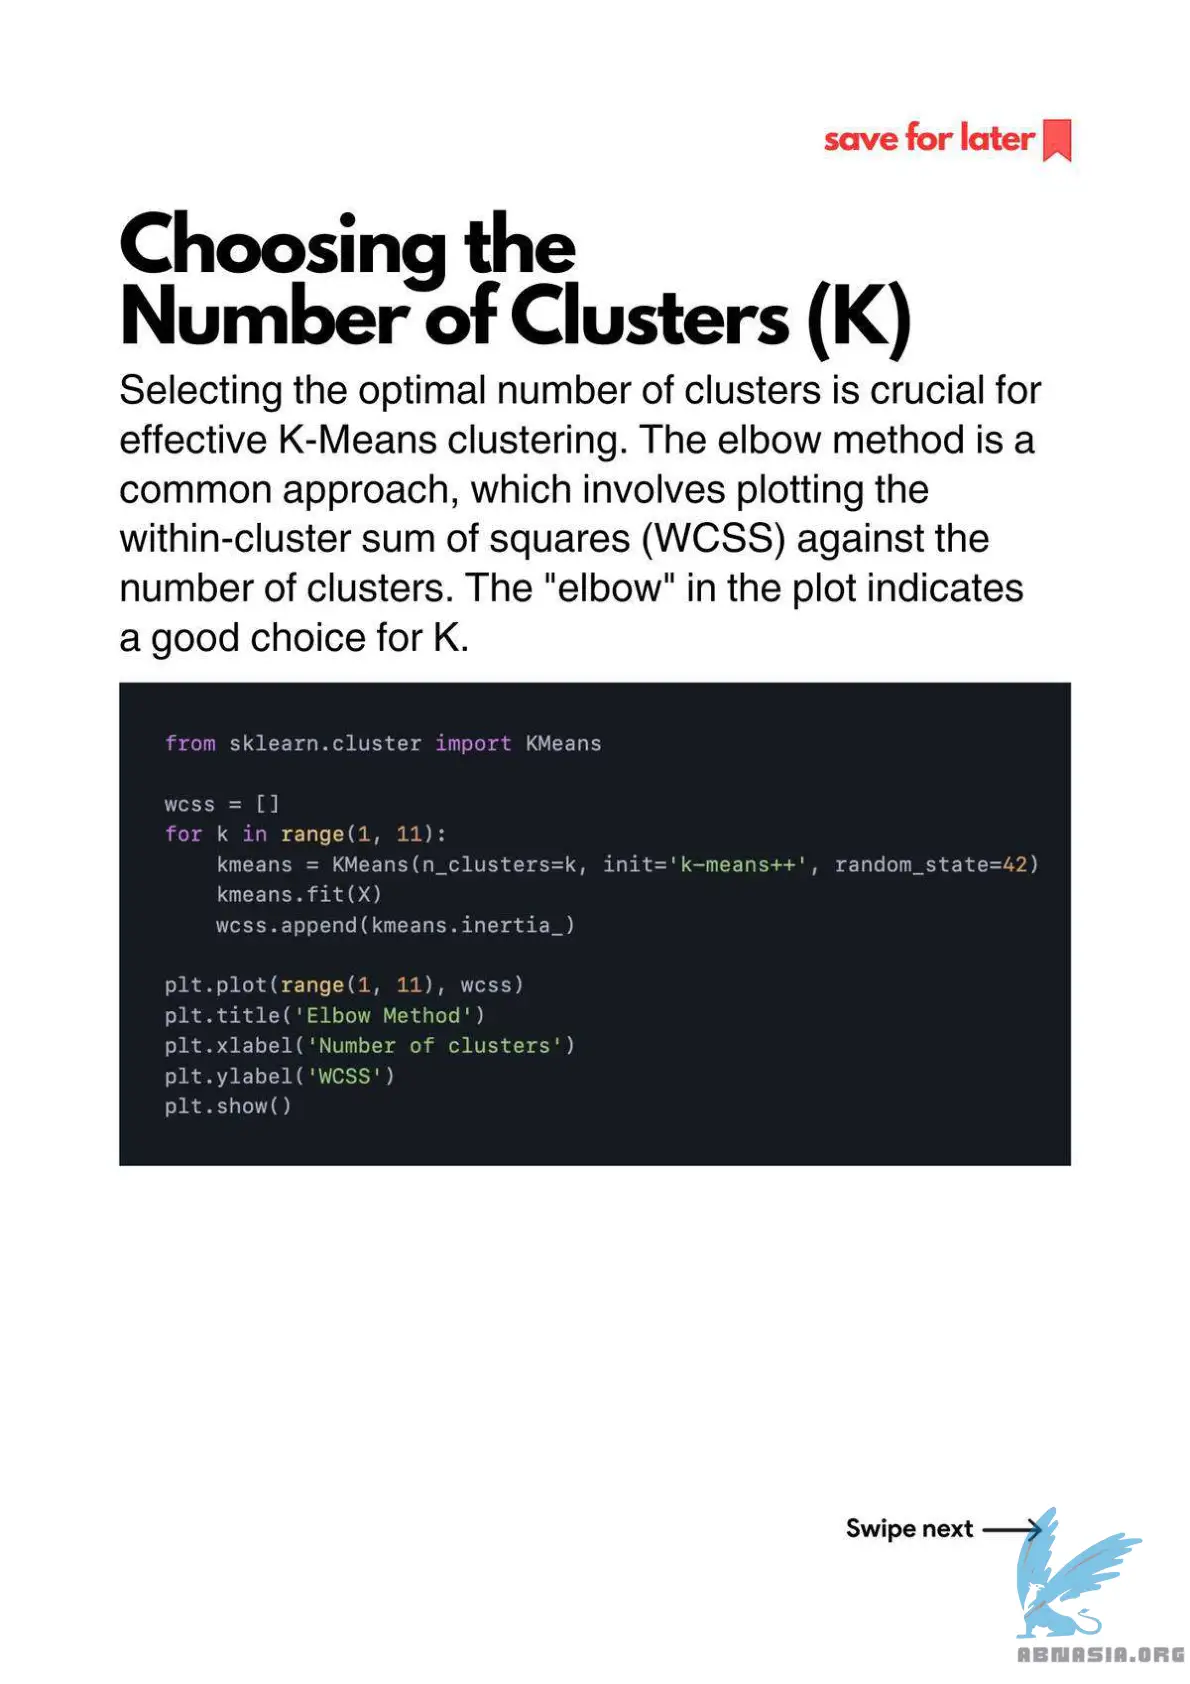 save for later
Choosing the
Number of Clusters (K)
Selecting the optimal number of clusters is crucial for
effective K-Means clustering. The elbow method is a
common approach, which involves plotting the
within-cluster sum of squares (WCSS) against the
number of clusters. The "elbow" in the plot indicates
a good choice for K.
from sklearn.cluster import KMeans

wcss = []
for k in range(1, 11):
    kmeans = KMeans(n_clusters=k, init='k-means++', random_state=42)
    kmeans.fit(X)
    wcss.append(kmeans.inertia_)

plt.plot(range(1, 11), wcss)
plt.title('Elbow Method')
plt.xlabel('Number of clusters')
plt.ylabel('WCSS')
plt.show()
Swipe next
ABNASIA.ORG